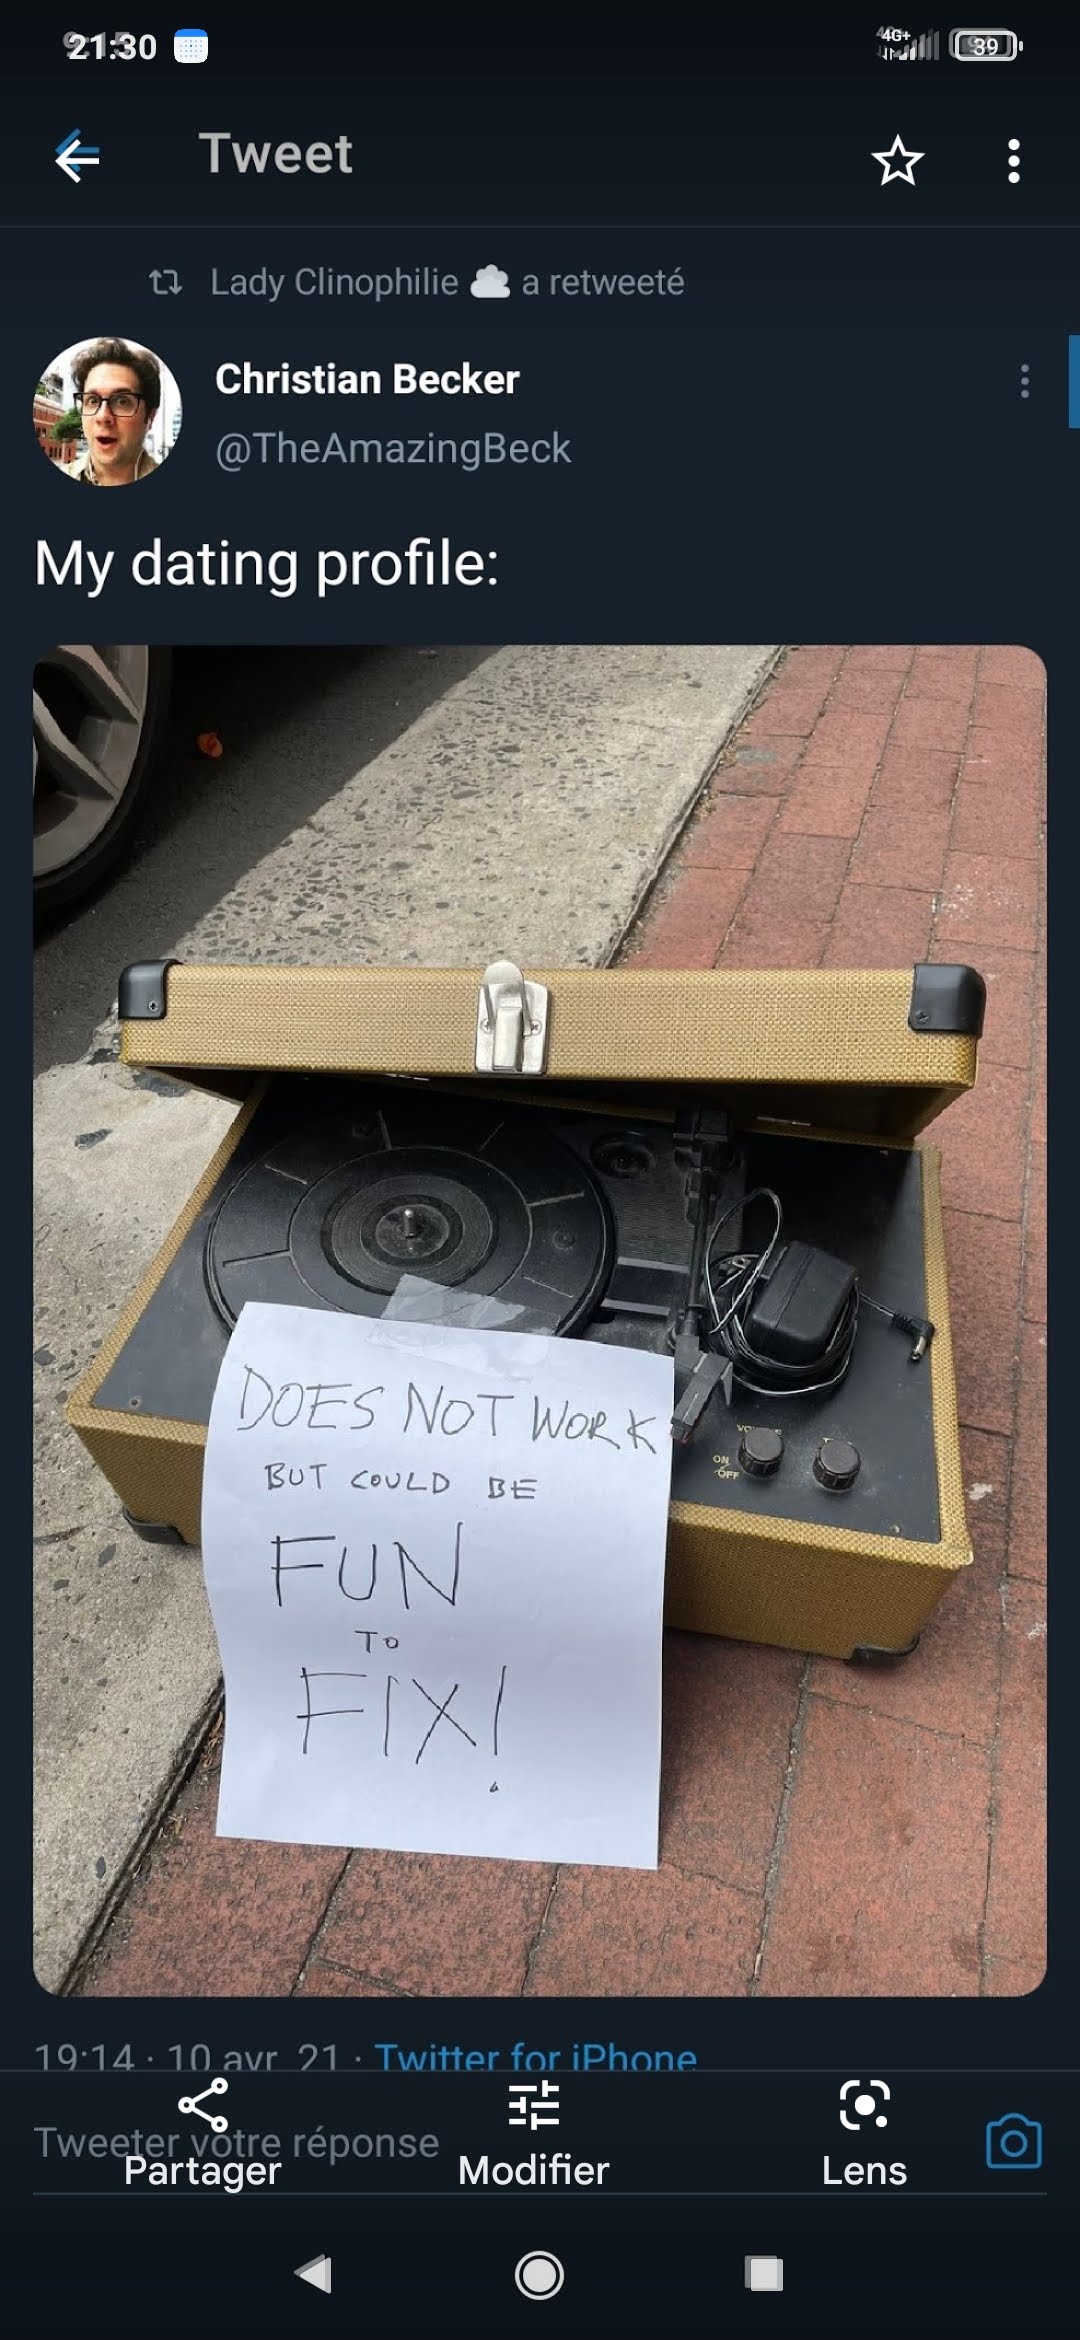 21:30
4G+
39
Tweet
Lady Clinophilie a retweeté
Christian Becker
@TheAmazingBeck
My dating profile:
DOES NOT WORK
BUT COULD BE
FUN
TO
FIX!
ON
OFF
19:14 · 10 avr. 21 · Twitter for iPhone
Tweeter votre réponse
Partager
Modifier
Lens